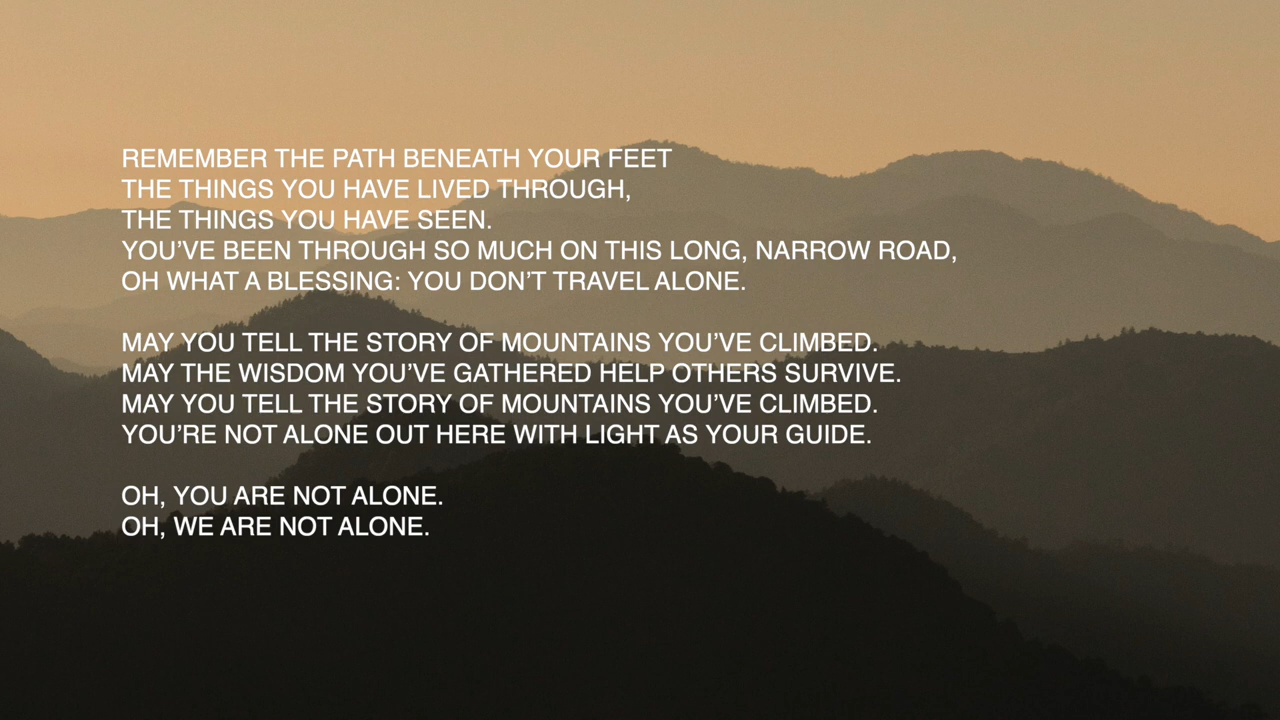 REMEMBER THE PATH BENEATH YOUR FEET
THE THINGS YOU HAVE LIVED THROUGH,
THE THINGS YOU HAVE SEEN.
YOU’VE BEEN THROUGH SO MUCH ON THIS LONG, NARROW ROAD,
OH WHAT A BLESSING: YOU DON’T TRAVEL ALONE.
MAY YOU TELL THE STORY OF MOUNTAINS YOU’VE CLIMBED.
MAY THE WISDOM YOU’VE GATHERED HELP OTHERS SURVIVE.
MAY YOU TELL THE STORY OF MOUNTAINS YOU’VE CLIMBED.
YOU’RE NOT ALONE OUT HERE WITH LIGHT AS YOUR GUIDE.
OH, YOU ARE NOT ALONE.
OH, WE ARE NOT ALONE.